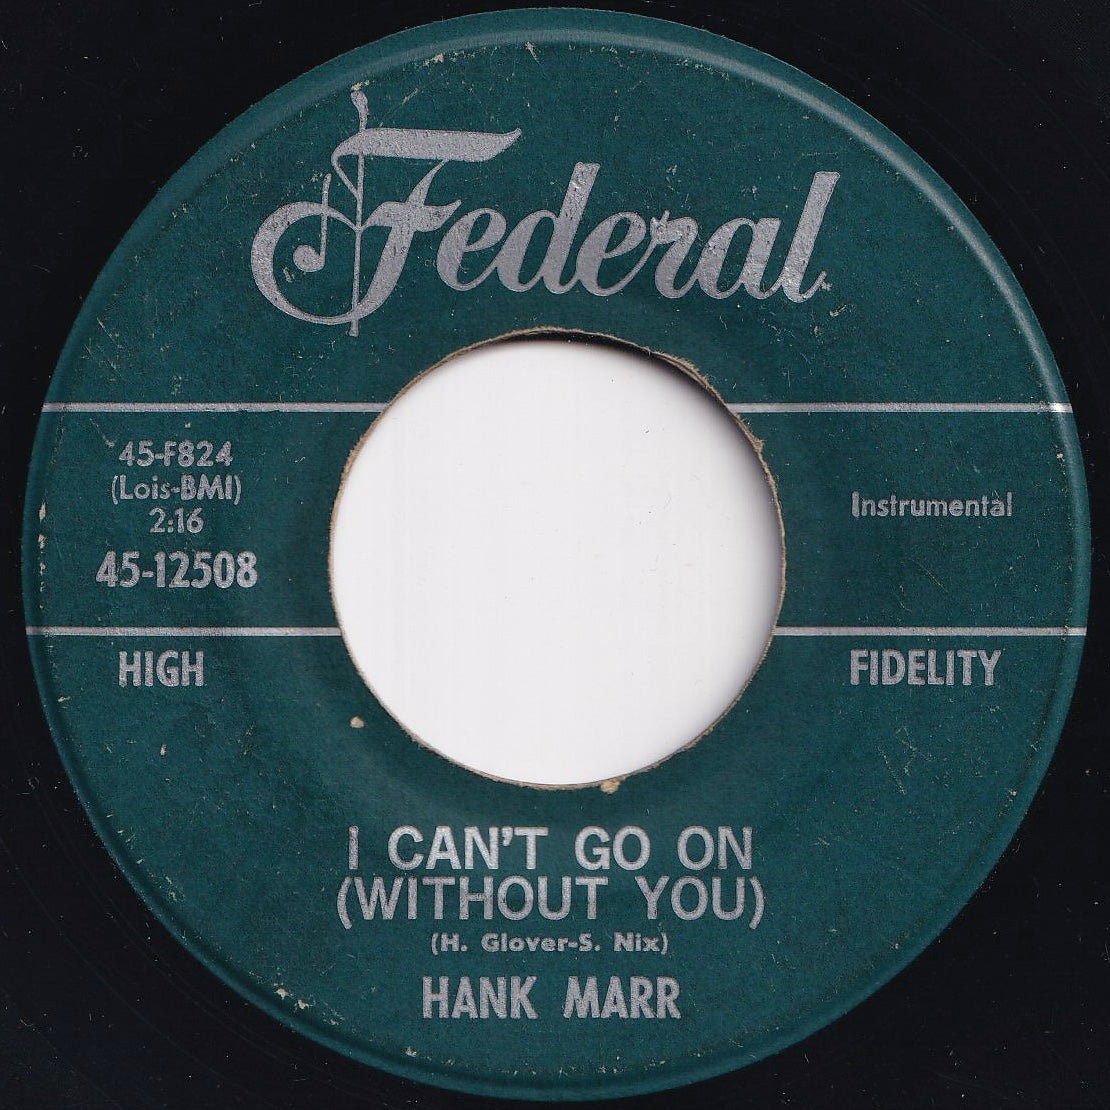 Federal
45-F824
(Lois-BMI)
2:16
45-12508
Instrumental
HIGH FIDELITY
I CAN'T GO ON
(WITHOUT YOU)
(H. Glover-S. Nix)
HANK MARR